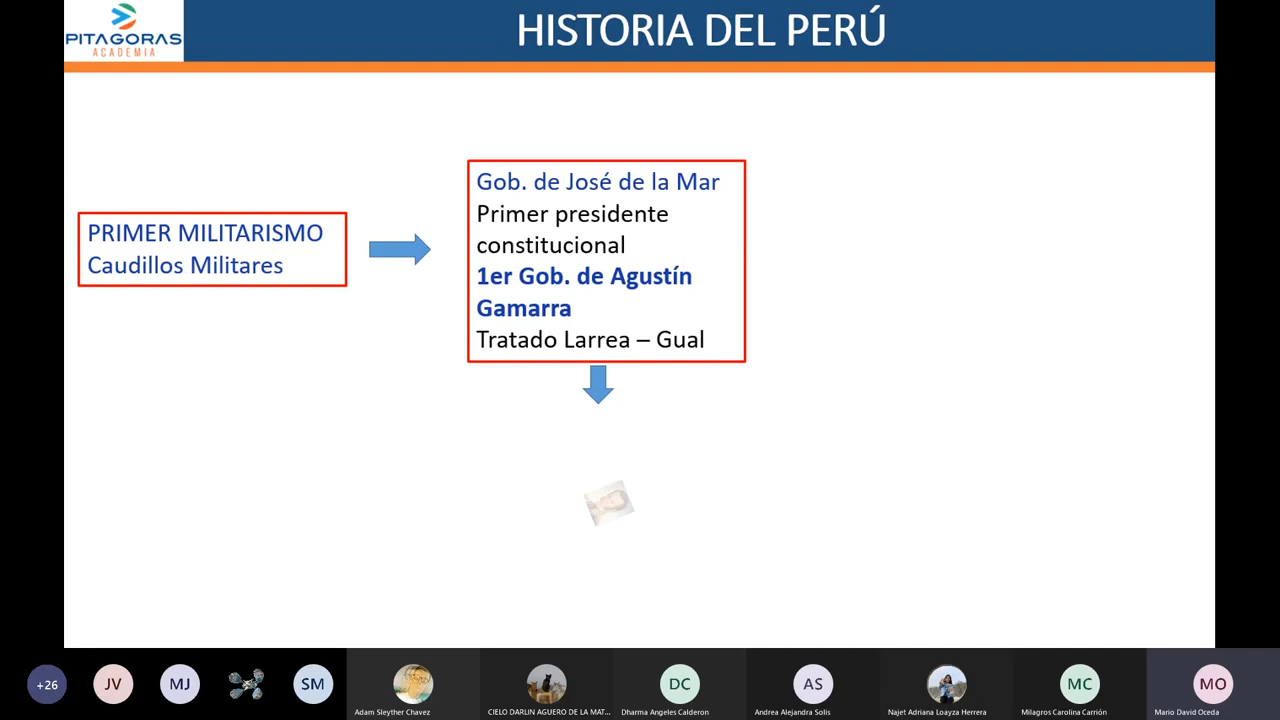 PITAGORAS
ACADEMIA
HISTORIA DEL PERÚ
PRIMER MILITARISMO
Caudillos Militares
Gob. de José de la Mar
Primer presidente
constitucional
1er Gob. de Agustín
Gamarra
Tratado Larrea – Gual
+26
JV
MJ
SM
DC
AS
MC
MO
Adam Sleyther Chavez
CIELO DARLIN AGUERO DE LA MAT...
Dharma Angeles Calderon
Andrea Alejandra Solis
Najet Adriana Loayza Herrera
Milagros Carolina Carrión
Mario David Oceda